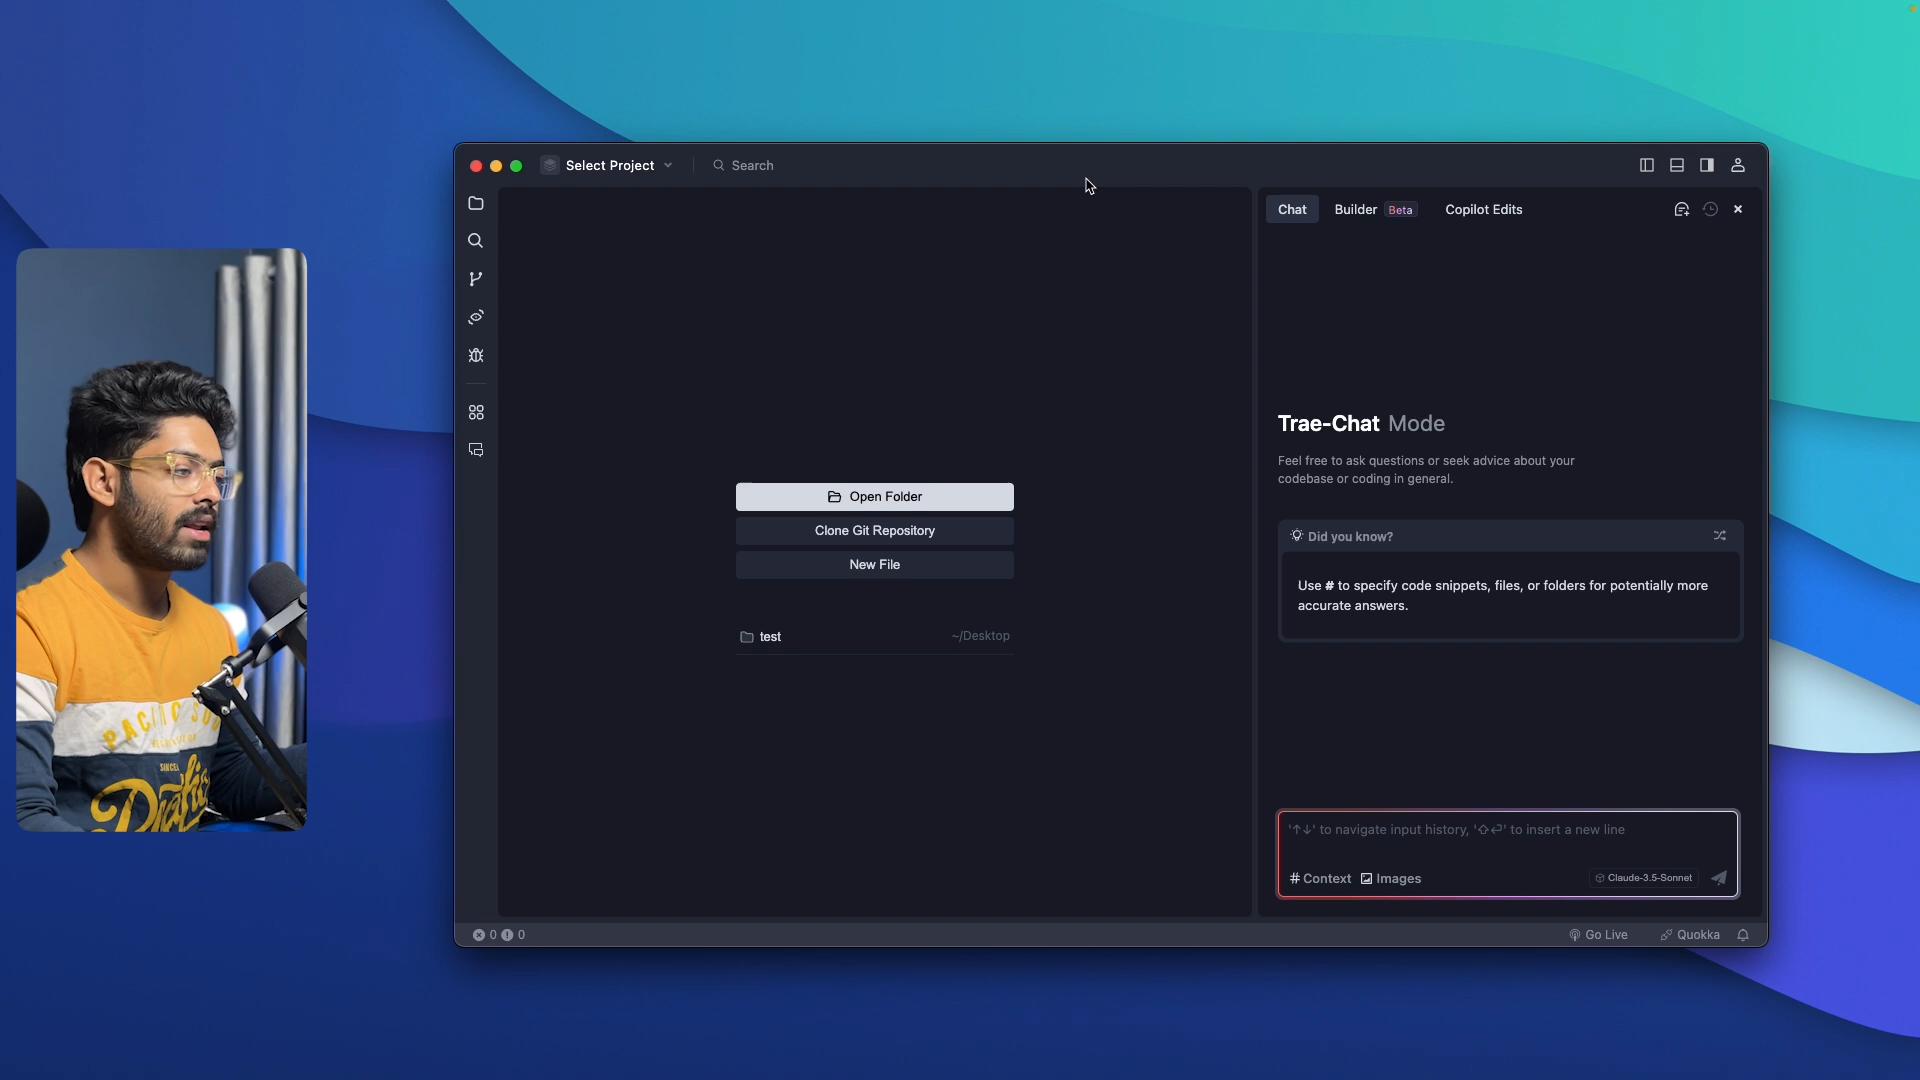 Select Project
Search
Chat
Builder Beta
Copilot Edits
Open Folder
Clone Git Repository
New File
test
~/Desktop
Trae-Chat Mode
Feel free to ask questions or seek advice about your
codebase or coding in general.
Did you know?
Use # to specify code snippets, files, or folders for potentially more
accurate answers.
'↑↓' to navigate input history, '⇧⏎' to insert a new line
# Context
Images
Claude-3.5-Sonnet
0
0
Go Live
Quokka
PACIFIC SU
SINCE